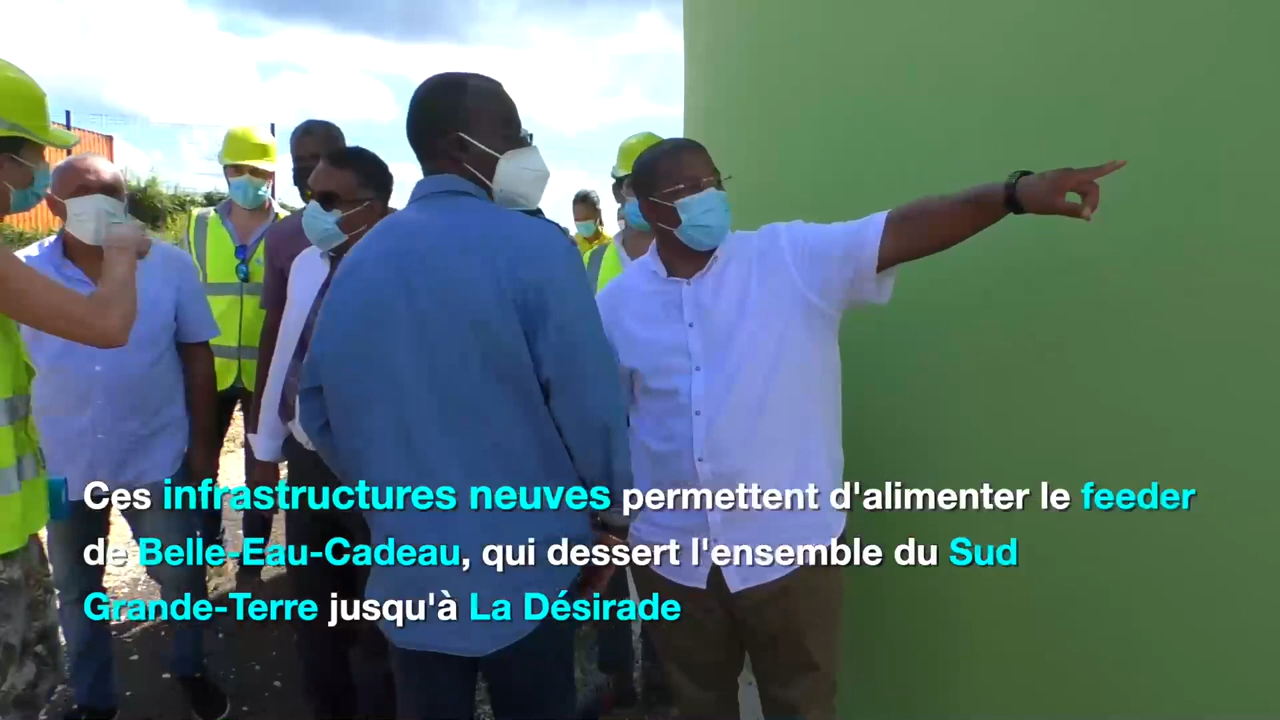 Ces infrastructures neuves permettent d'alimenter le feeder
de Belle-Eau-Cadeau, qui dessert l'ensemble du Sud
Grande-Terre jusqu'à La Désirade